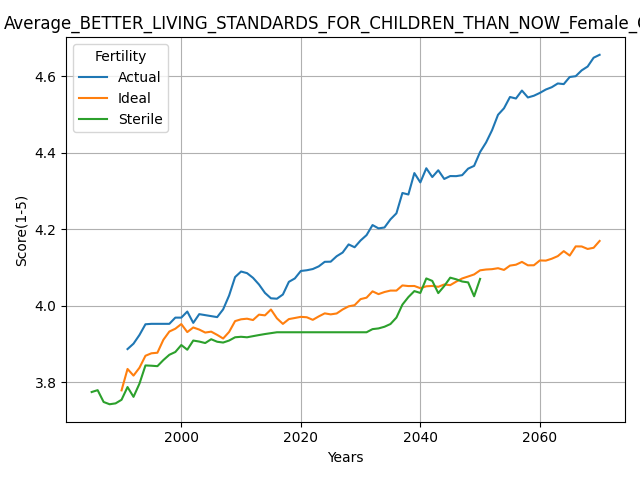 Average_BETTER_LIVING_STANDARDS_FOR_CHILDREN_THAN_NOW_Female_
Fertility
Actual
Ideal
Sterile
Score(1-5)
4.6
4.4
4.2
4.0
3.8
2000 2020 2040 2060
Years